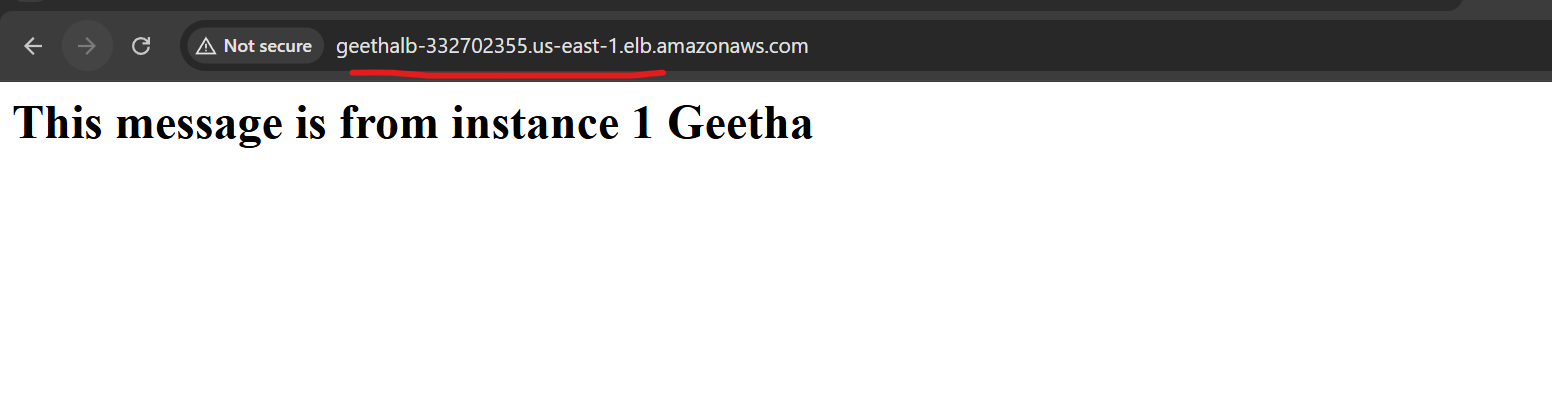 Not secure geethalb-332702355.us-east-1.elb.amazonaws.com
This message is from instance 1 Geetha